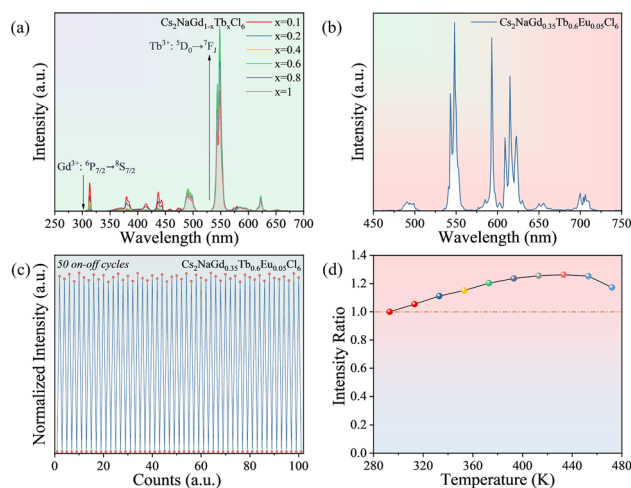 (a)
Cs2NaGd1-xTbxCl6
Tb3+: 5D0→7FJ
x=0.1
x=0.2
x=0.4
x=0.6
x=0.8
x=1
Gd3+: 6P7/2→8S7/2
Intensity (a.u.)
250 300 350 400 450 500 550 600 650 700
Wavelength (nm)
(b)
Cs2NaGd0.35Tb0.6Eu0.05Cl6
Intensity (a.u.)
450 500 550 600 650 700 750
Wavelength (nm)
(c)
50 on-off cycles
Cs2NaGd0.35Tb0.6Eu0.05Cl6
Normalized Intensity (a.u.)
0 20 40 60 80 100
Counts (a.u.)
(d)
Intensity Ratio
1.4
1.2
1.0
0.8
0.6
0.4
0.2
0.0
280 320 360 400 440 480
Temperature (K)